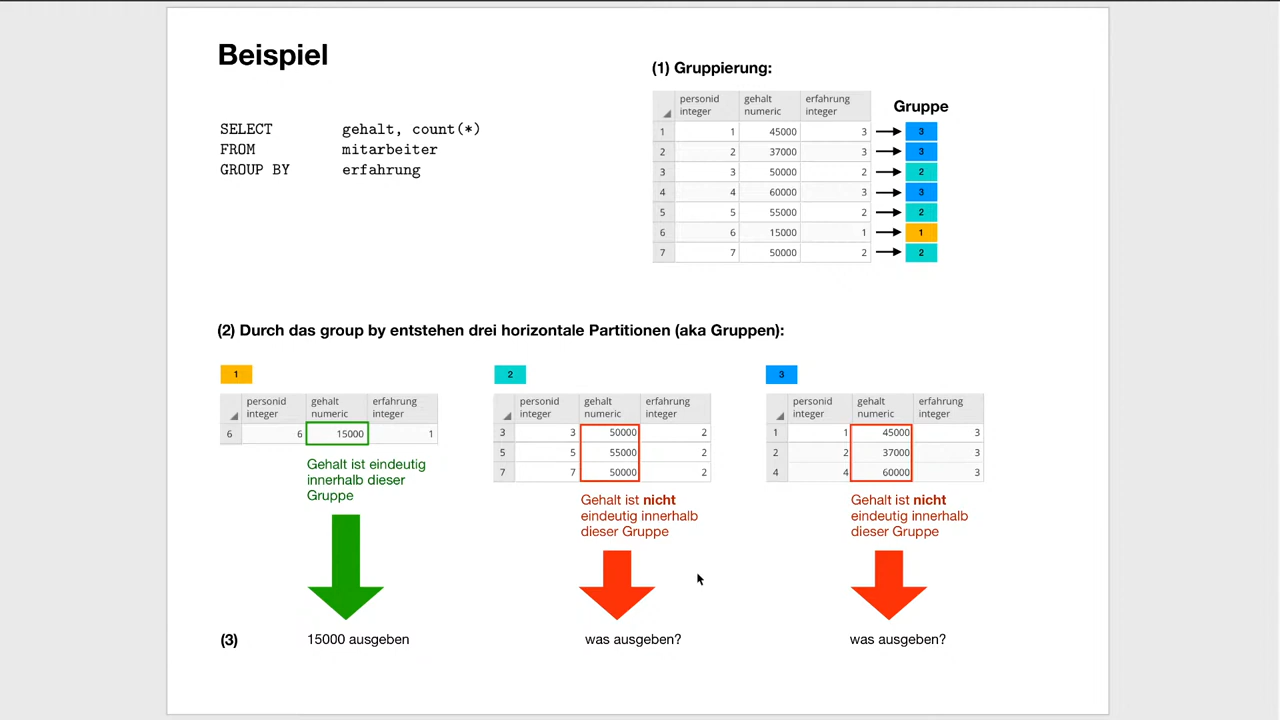 Beispiel
SELECT gehalt, count(*)
FROM mitarbeiter
GROUP BY erfahrung
(1) Gruppierung:
personid gehalt erfahrung
integer numeric integer
Gruppe
1 1 45000 3 3
2 2 37000 3 3
3 3 50000 2 2
4 4 60000 3 3
5 5 55000 2 2
6 6 15000 1 1
7 7 50000 2 2
(2) Durch das group by entstehen drei horizontale Partitionen (aka Gruppen):
1
personid gehalt erfahrung
integer numeric integer
6 6 15000 1
Gehalt ist eindeutig
innerhalb dieser
Gruppe
2
personid gehalt erfahrung
integer numeric integer
3 3 50000 2
5 5 55000 2
7 7 50000 2
Gehalt ist nicht
eindeutig innerhalb
dieser Gruppe
3
personid gehalt erfahrung
integer numeric integer
1 1 45000 3
2 2 37000 3
4 4 60000 3
Gehalt ist nicht
eindeutig innerhalb
dieser Gruppe
(3) 15000 ausgeben was ausgeben? was ausgeben?